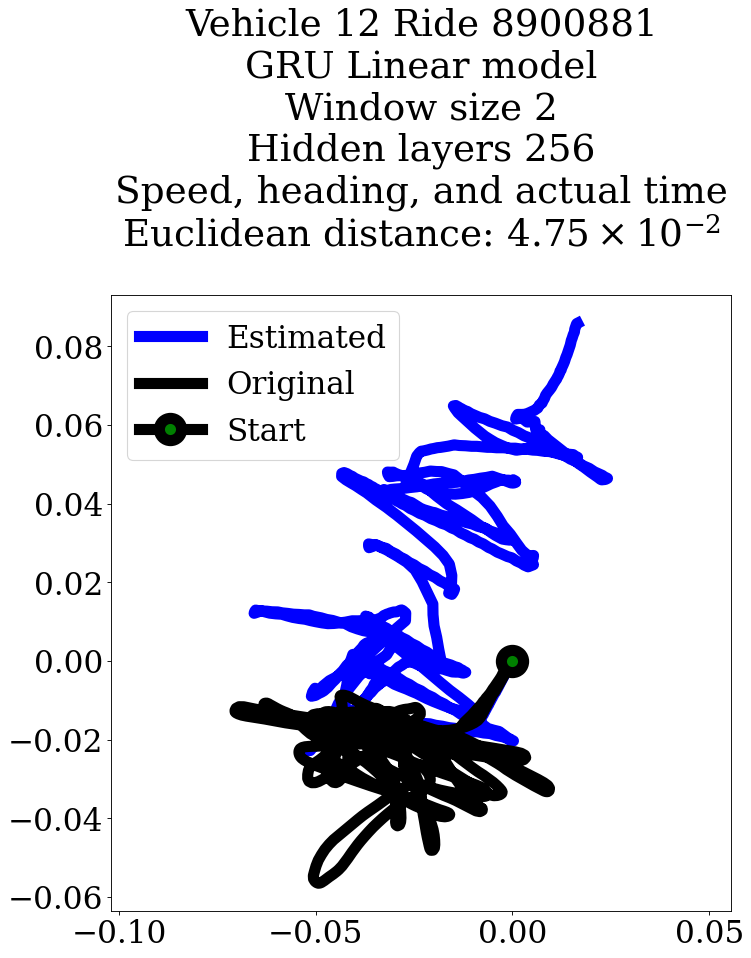 Vehicle 12 Ride 8900881
GRU Linear model
Window size 2
Hidden layers 256
Speed, heading, and actual time
Euclidean distance: 4.75 × 10⁻²
Estimated
Original
Start
0.08
0.06
0.04
0.02
0.00
−0.02
−0.04
−0.06
−0.10
−0.05
0.00
0.05